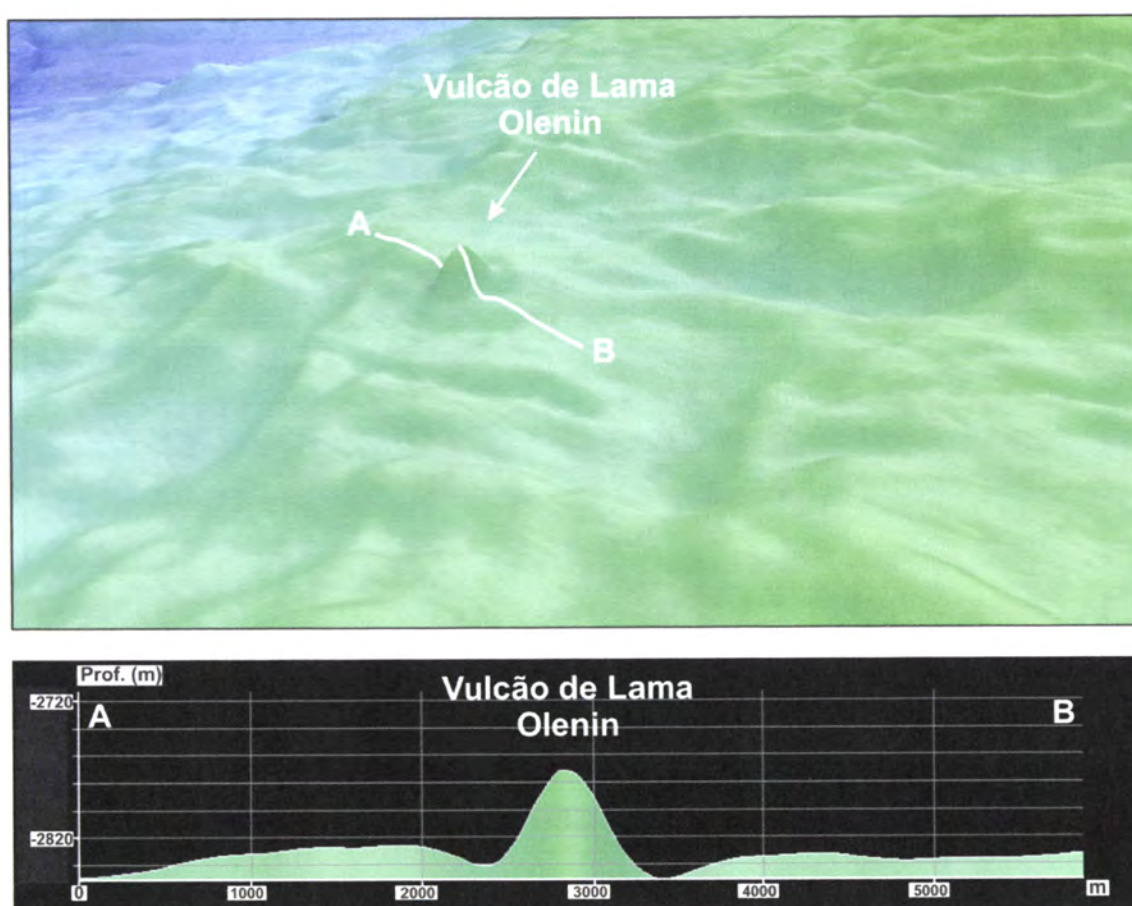 Vulcão de Lama
Olenin
A
B
Prof. (m)
-2720
A
Vulcão de Lama
Olenin
B
-2820
0
1000
2000
3000
4000
5000
m